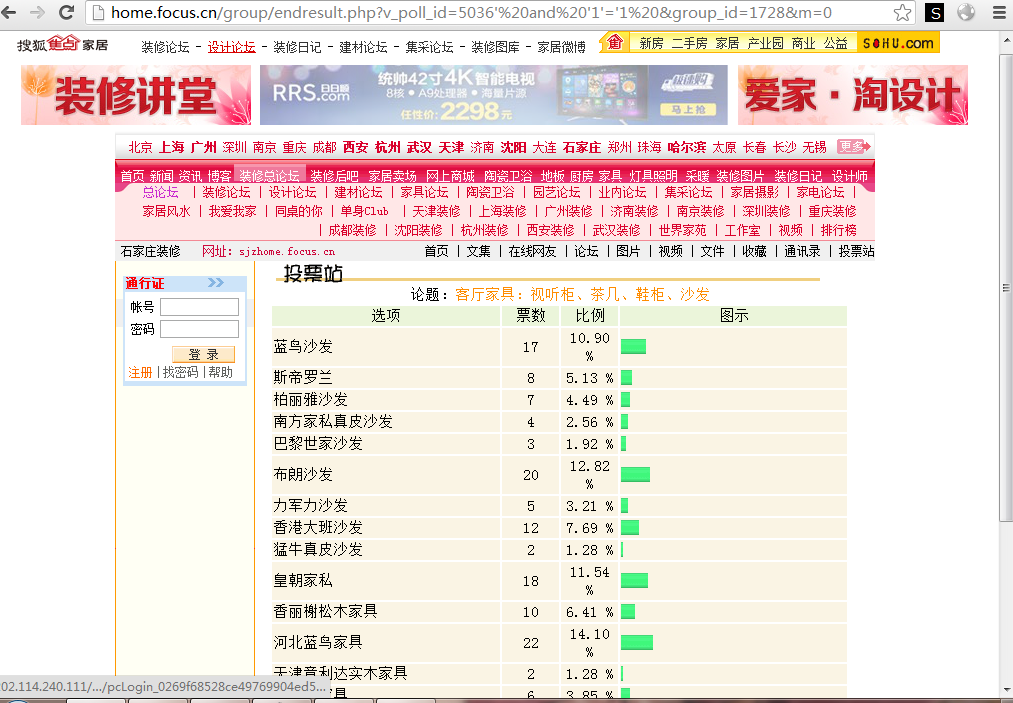 home.focus.cn/group/endresult.php?v_poll_id=5036'%20and%20'1'='1%20&group_id=1728&m=0
搜狐焦点家居 装修论坛 - 设计论坛 - 装修日记 - 建材论坛 - 集采论坛 - 装修图库 - 家居微博 新房 二手房 家居 产业园 商业 公益 SOHU.com
装修讲堂
RRS.日日顺.com
统帅42寸4K智能电视
8核 • A9处理器 • 海量片源
任性价: 2298元
马上抢
爱家·淘设计
北京 上海 广州 深圳 南京 重庆 成都 西安 杭州 武汉 天津 济南 沈阳 大连 石家庄 郑州 珠海 哈尔滨 太原 长春 长沙 无锡 更多
首页 新闻 资讯 博客 装修总论坛 装修后吧 家居卖场 网上商城 陶瓷卫浴 地板 厨房 家具 灯具照明 采暖 装修图片 装修日记 设计师
总论坛 | 装修论坛 | 设计论坛 | 建材论坛 | 家具论坛 | 陶瓷卫浴 | 园艺论坛 | 业内论坛 | 集采论坛 | 家居摄影 | 家电论坛 |
家居风水 | 我爱我家 | 同桌的你 | 单身Club | 天津装修 | 上海装修 | 广州装修 | 济南装修 | 南京装修 | 深圳装修 | 重庆装修
| 成都装修 | 沈阳装修 | 杭州装修 | 西安装修 | 武汉装修 | 世界家苑 | 工作室 | 视频 | 排行榜
石家庄装修 网址: sjzhome.focus.cn 首页 | 文集 | 在线网友 | 论坛 | 图片 | 视频 | 文件 | 收藏 | 通讯录 | 投票站
通行证 >>
帐号
密码
登 录
注册 | 找密码 | 帮助
投票站
论题：客厅家具：视听柜、茶几、鞋柜、沙发
选项 票数 比例 图示
蓝鸟沙发 17 10.90 %
斯帝罗兰 8 5.13 %
柏丽雅沙发 7 4.49 %
南方家私真皮沙发 4 2.56 %
巴黎世家沙发 3 1.92 %
布朗沙发 20 12.82 %
力军力沙发 5 3.21 %
香港大班沙发 12 7.69 %
猛牛真皮沙发 2 1.28 %
皇朝家私 18 11.54 %
香丽榭松木家具 10 6.41 %
河北蓝鸟家具 22 14.10 %
天津意利达实木家具 2 1.28 %
家具 6 3.85 %
02.114.240.111/.../pcLogin_0269f68528ce49769904ed5...